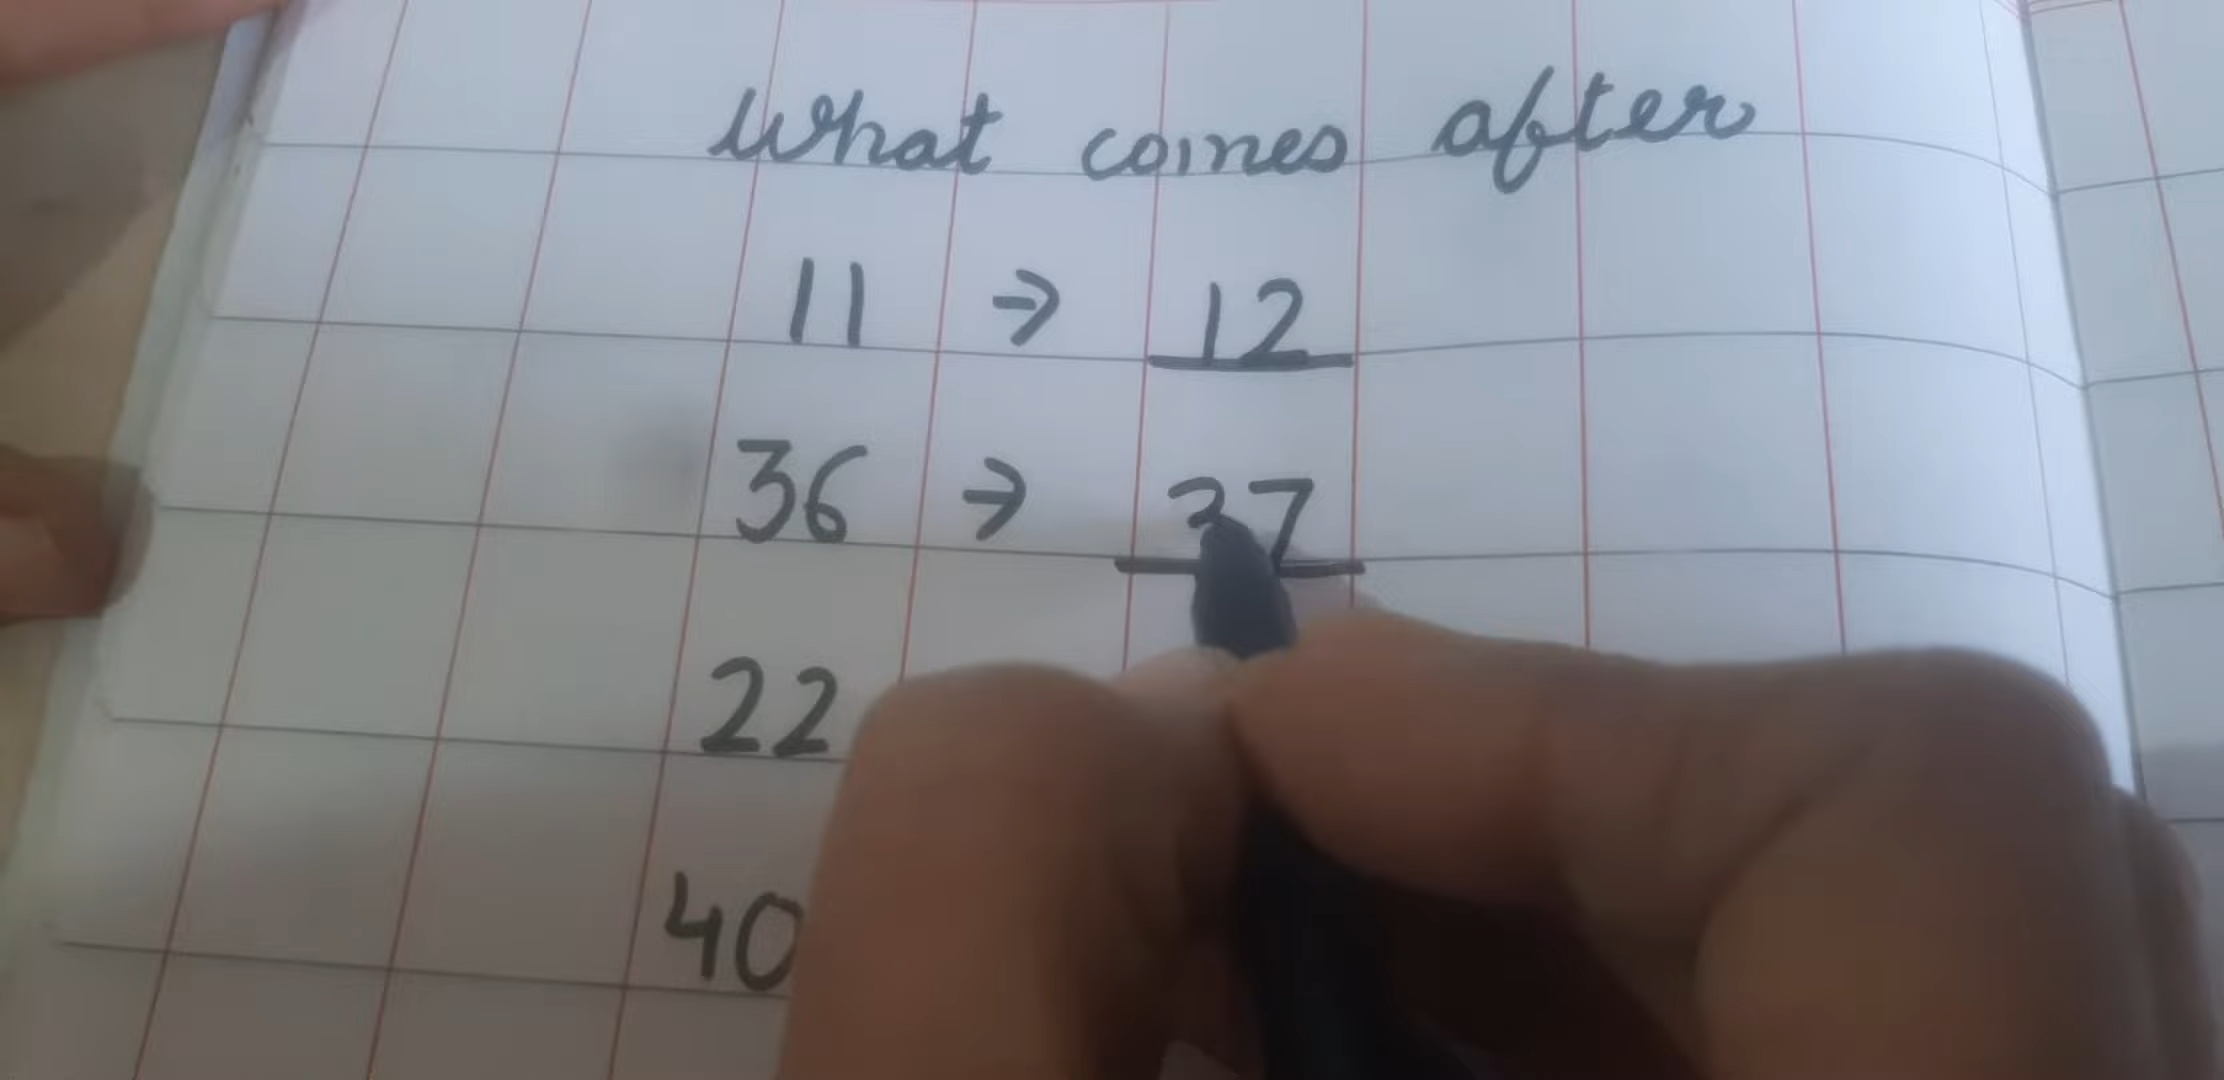 What comes after
11 → 12
36 → 37
22
40